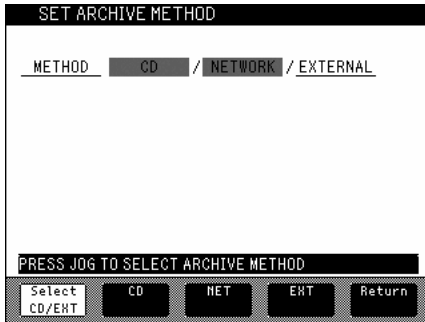 SET ARCHIVE METHOD
METHOD CD / NETWORK / EXTERNAL
PRESS JOG TO SELECT ARCHIVE METHOD
Select CD NET EXT Return
CD/EXT